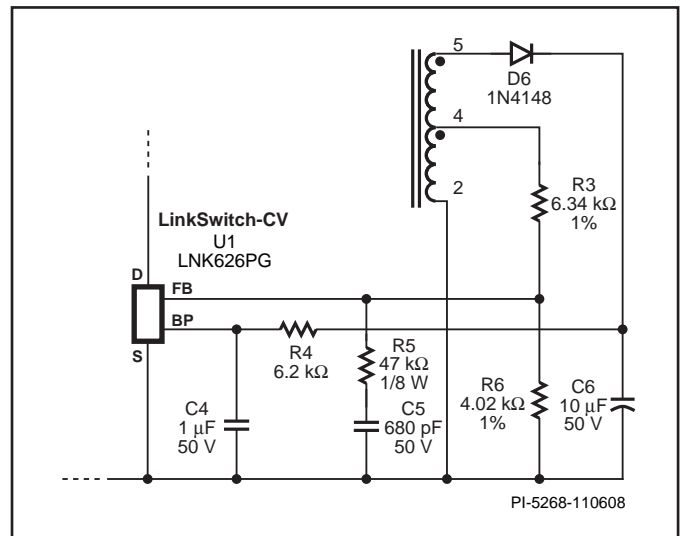 5
D6
1N4148
4
R3
6.34 kΩ
1%
2
LinkSwitch-CV
U1
LNK626PG
D
FB
BP
S
R4
6.2 kΩ
R5
47 kΩ
1/8 W
C4
1 μF
50 V
C5
680 pF
50 V
R6
4.02 kΩ
1%
C6
10 μF
50 V
PI-5268-110608